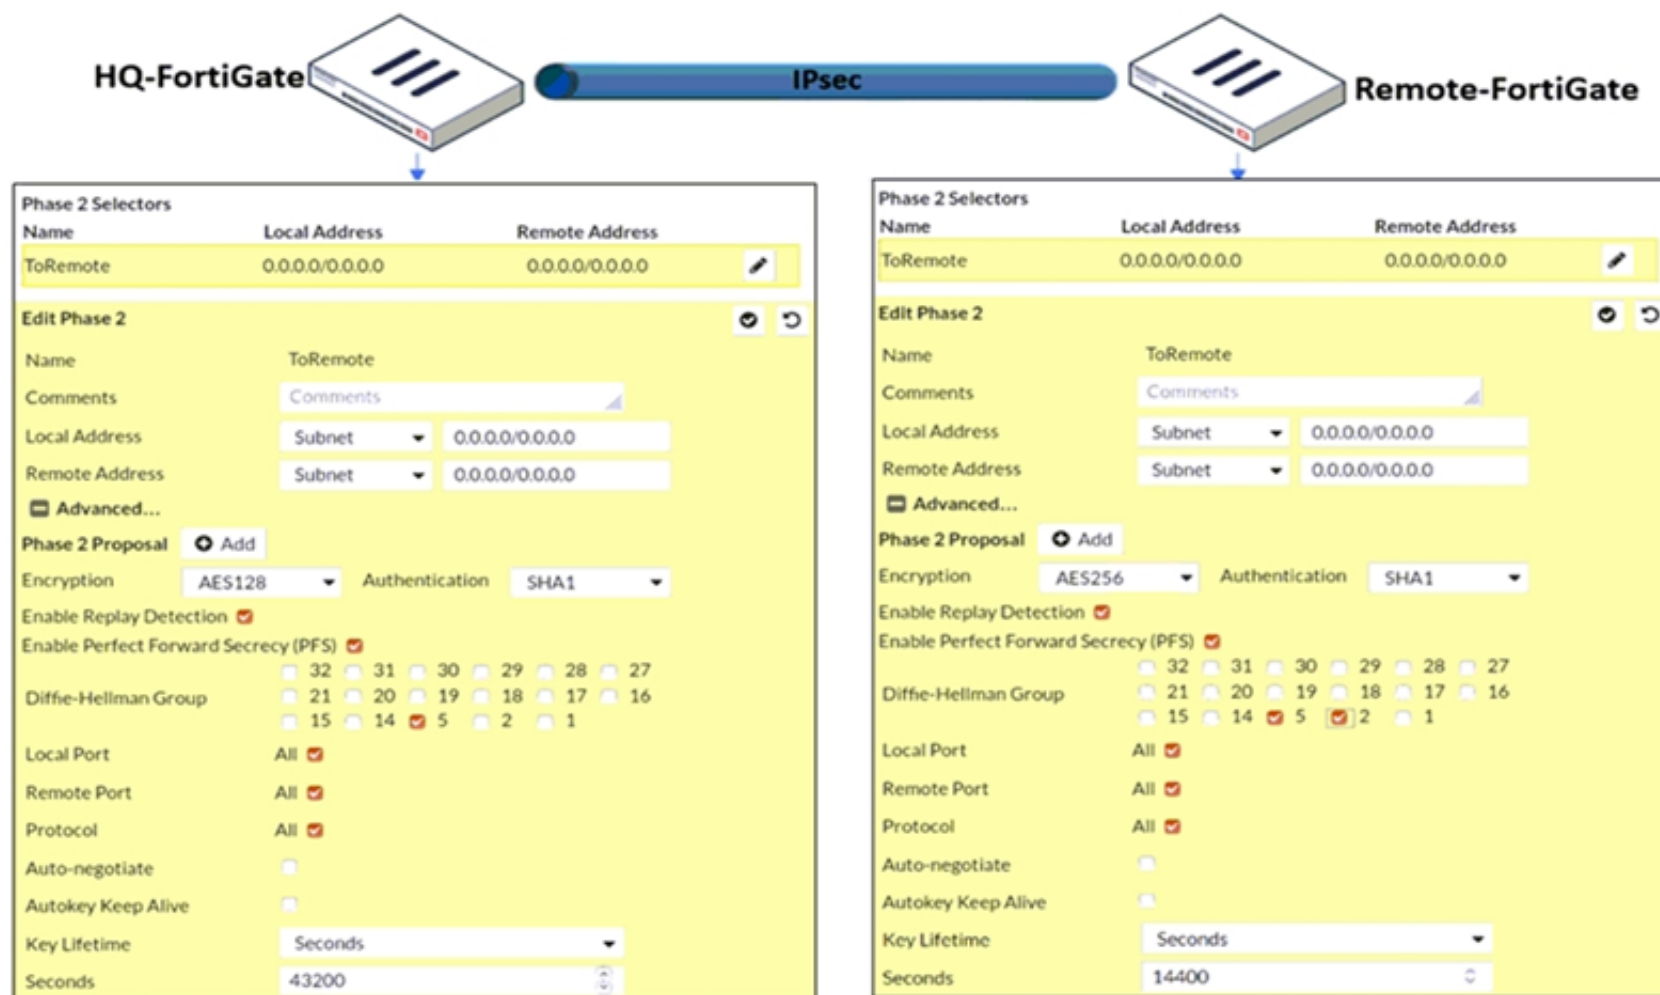 HQ-FortiGate
IPsec
Remote-FortiGate
Phase 2 Selectors
Name Local Address Remote Address
ToRemote 0.0.0.0/0.0.0.0 0.0.0.0/0.0.0.0
Edit Phase 2
Name ToRemote
Comments Comments
Local Address Subnet 0.0.0.0/0.0.0.0
Remote Address Subnet 0.0.0.0/0.0.0.0
Advanced...
Phase 2 Proposal Add
Encryption AES128 Authentication SHA1
Enable Replay Detection
Enable Perfect Forward Secrecy (PFS)
32 31 30 29 28 27
Diffie-Hellman Group 21 20 19 18 17 16
15 14 5 2 1
Local Port All
Remote Port All
Protocol All
Auto-negotiate
Autokey Keep Alive
Key Lifetime Seconds
Seconds 43200
Phase 2 Selectors
Name Local Address Remote Address
ToRemote 0.0.0.0/0.0.0.0 0.0.0.0/0.0.0.0
Edit Phase 2
Name ToRemote
Comments Comments
Local Address Subnet 0.0.0.0/0.0.0.0
Remote Address Subnet 0.0.0.0/0.0.0.0
Advanced...
Phase 2 Proposal Add
Encryption AES256 Authentication SHA1
Enable Replay Detection
Enable Perfect Forward Secrecy (PFS)
32 31 30 29 28 27
Diffie-Hellman Group 21 20 19 18 17 16
15 14 5 2 1
Local Port All
Remote Port All
Protocol All
Auto-negotiate
Autokey Keep Alive
Key Lifetime Seconds
Seconds 14400